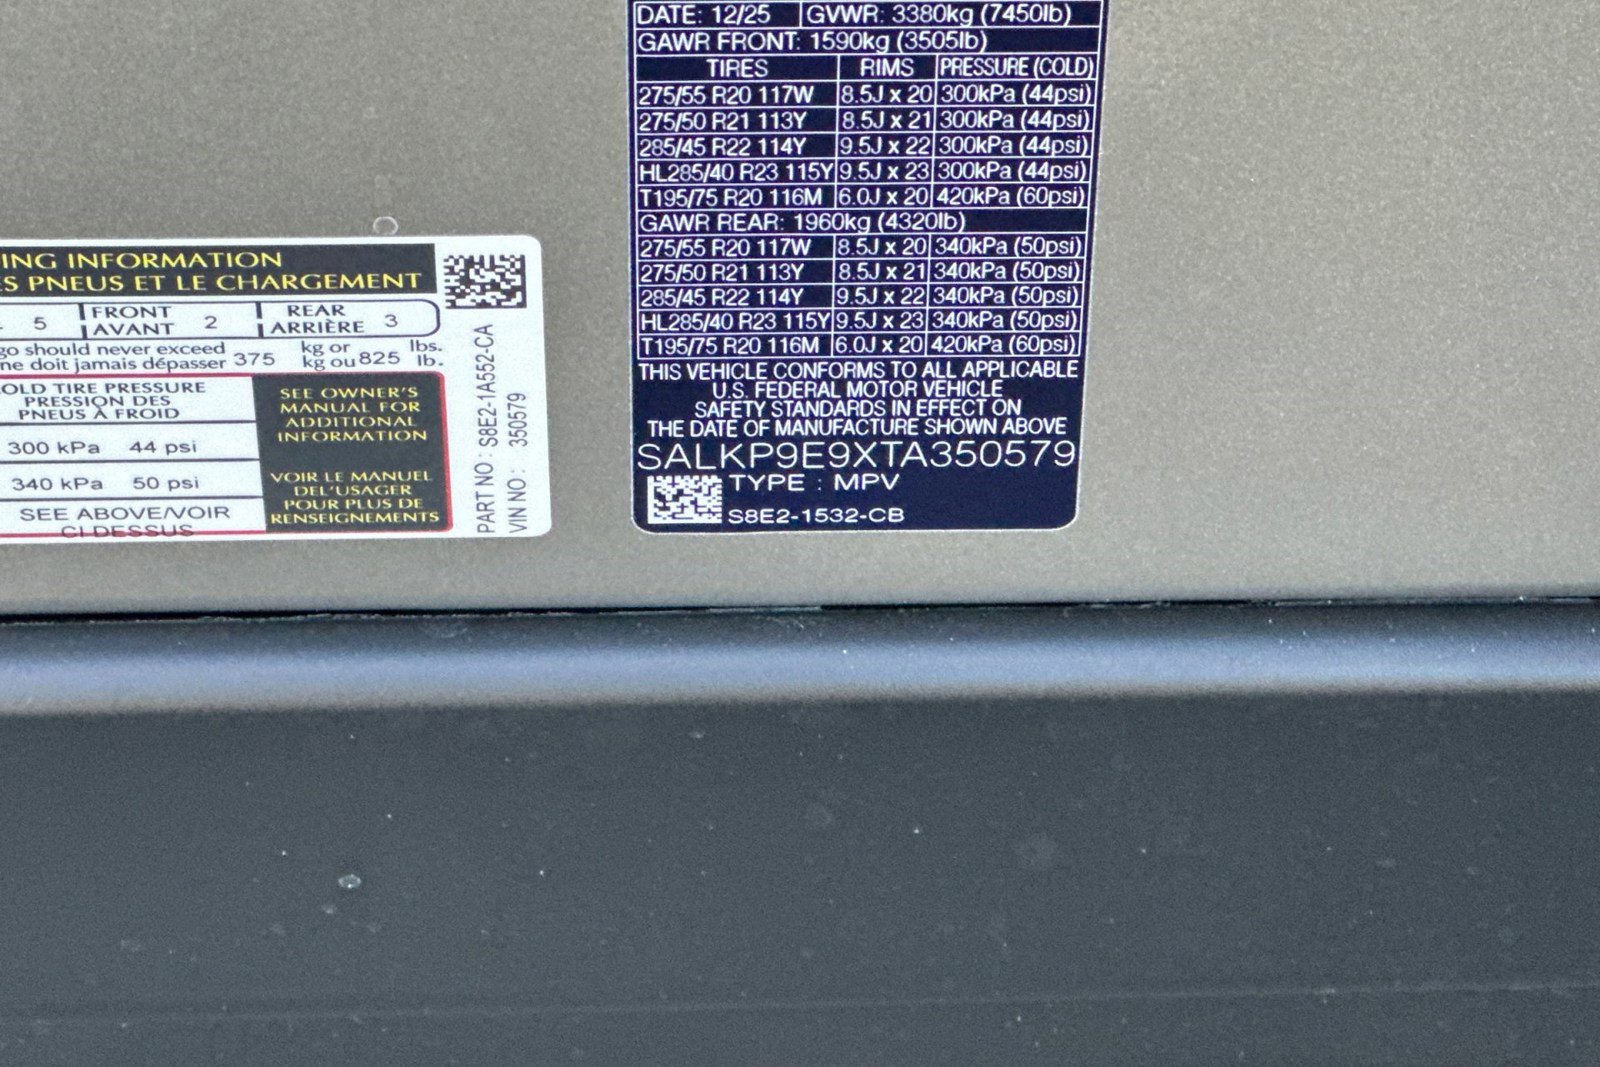 ING INFORMATION
S PNEUS ET LE CHARGEMENT
5 FRONT AVANT 2 REAR ARRIÈRE 3
go should never exceed
ne doit jamais dépasser 375 kg or kg ou 825 lbs. lb.
OLD TIRE PRESSURE
PRESSION DES
PNEUS À FROID
300 kPa 44 psi
340 kPa 50 psi
SEE ABOVE/VOIR
CI DESSUS
SEE OWNER'S
MANUAL FOR
ADDITIONAL
INFORMATION
VOIR LE MANUEL
DEL'USAGER
POUR PLUS DE
RENSEIGNEMENTS
PART NO : S8E2-1A552-CA
VIN NO : 350579
DATE: 12/25 GVWR: 3380kg (7450lb)
GAWR FRONT: 1590kg (3505lb)
TIRES RIMS PRESSURE (COLD)
275/55 R20 117W 8.5J x 20 300kPa (44psi)
275/50 R21 113Y 8.5J x 21 300kPa (44psi)
285/45 R22 114Y 9.5J x 22 300kPa (44psi)
HL285/40 R23 115Y 9.5J x 23 300kPa (44psi)
T195/75 R20 116M 6.0J x 20 420kPa (60psi)
GAWR REAR: 1960kg (4320lb)
275/55 R20 117W 8.5J x 20 340kPa (50psi)
275/50 R21 113Y 8.5J x 21 340kPa (50psi)
285/45 R22 114Y 9.5J x 22 340kPa (50psi)
HL285/40 R23 115Y 9.5J x 23 340kPa (50psi)
T195/75 R20 116M 6.0J x 20 420kPa (60psi)
THIS VEHICLE CONFORMS TO ALL APPLICABLE
U.S. FEDERAL MOTOR VEHICLE
SAFETY STANDARDS IN EFFECT ON
THE DATE OF MANUFACTURE SHOWN ABOVE
SALKP9E9XTA350579
TYPE : MPV
S8E2-1532-CB